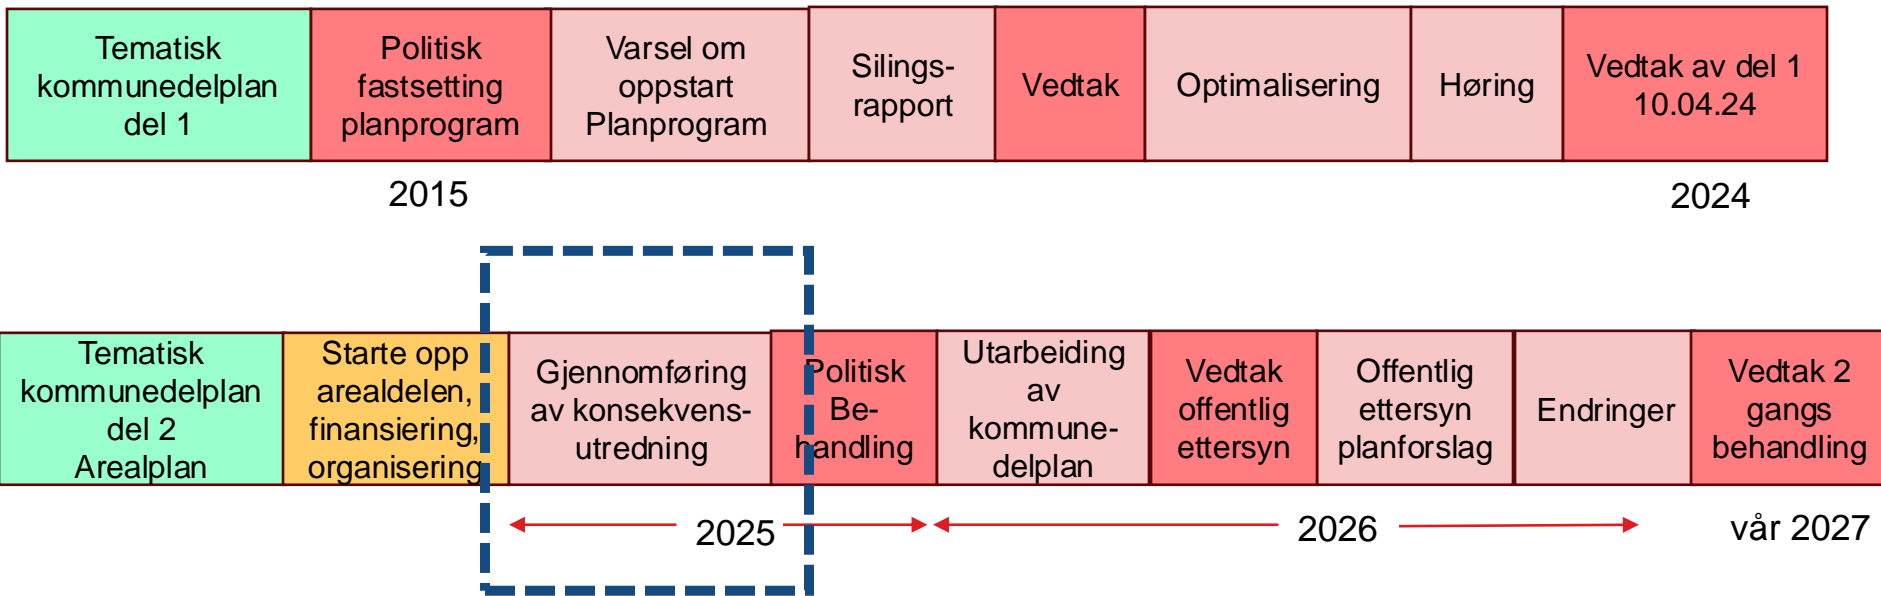 Tematisk
kommunedelplan
del 1
Politisk
fastsetting
planprogram
Varsel om
oppstart
Planprogram
Silings-
rapport
Vedtak
Optimalisering
Høring
Vedtak av del 1
10.04.24
2015
2024
Tematisk
kommunedelplan
del 2
Arealplan
Starte opp
arealdelen,
finansiering,
organisering
Gjennomføring
av konsekvens-
utredning
Politisk
Be-
handling
Utarbeiding
av
kommune-
delplan
Vedtak
offentlig
ettersyn
Offentlig
ettersyn
planforslag
Endringer
Vedtak 2
gangs
behandling
2025
2026
vår 2027